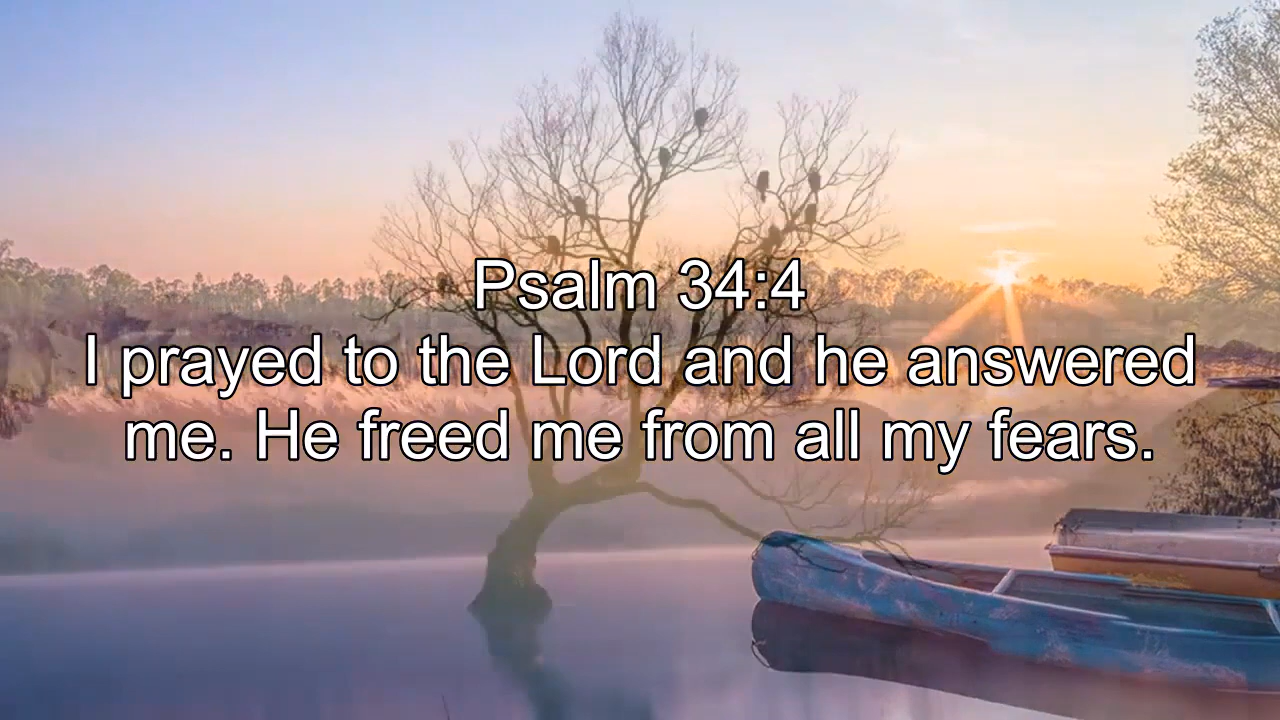 Psalm 34:4
I prayed to the Lord and he answered
me. He freed me from all my fears.